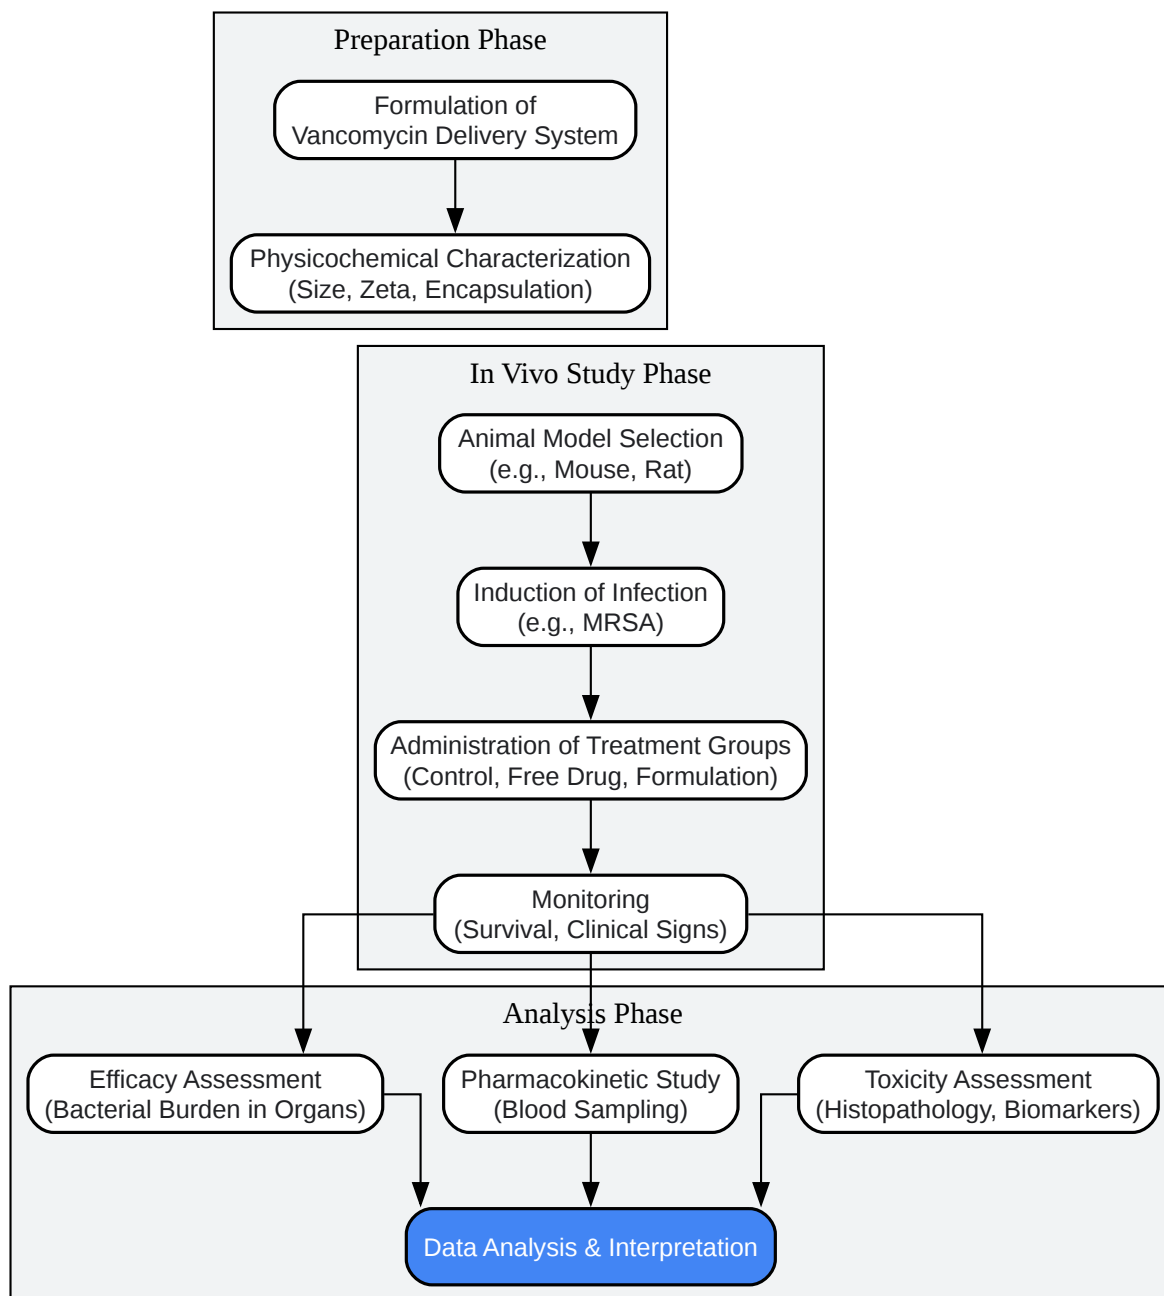 Preparation Phase
Formulation of
Vancomycin Delivery System
Physicochemical Characterization
(Size, Zeta, Encapsulation)
In Vivo Study Phase
Animal Model Selection
(e.g., Mouse, Rat)
Induction of Infection
(e.g., MRSA)
Administration of Treatment Groups
(Control, Free Drug, Formulation)
Monitoring
(Survival, Clinical Signs)
Analysis Phase
Efficacy Assessment
(Bacterial Burden in Organs)
Pharmacokinetic Study
(Blood Sampling)
Toxicity Assessment
(Histopathology, Biomarkers)
Data Analysis & Interpretation